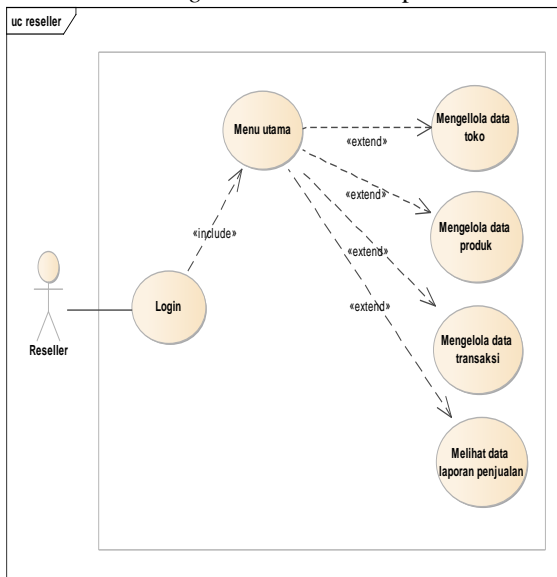 uc reseller
Menu utama
Mengellola data
toko
«extend»
«extend»
Mengelola data
produk
«include»
«extend»
«extend»
Login
Reseller
Mengelola data
transaksi
Melihat data
laporan penjualan